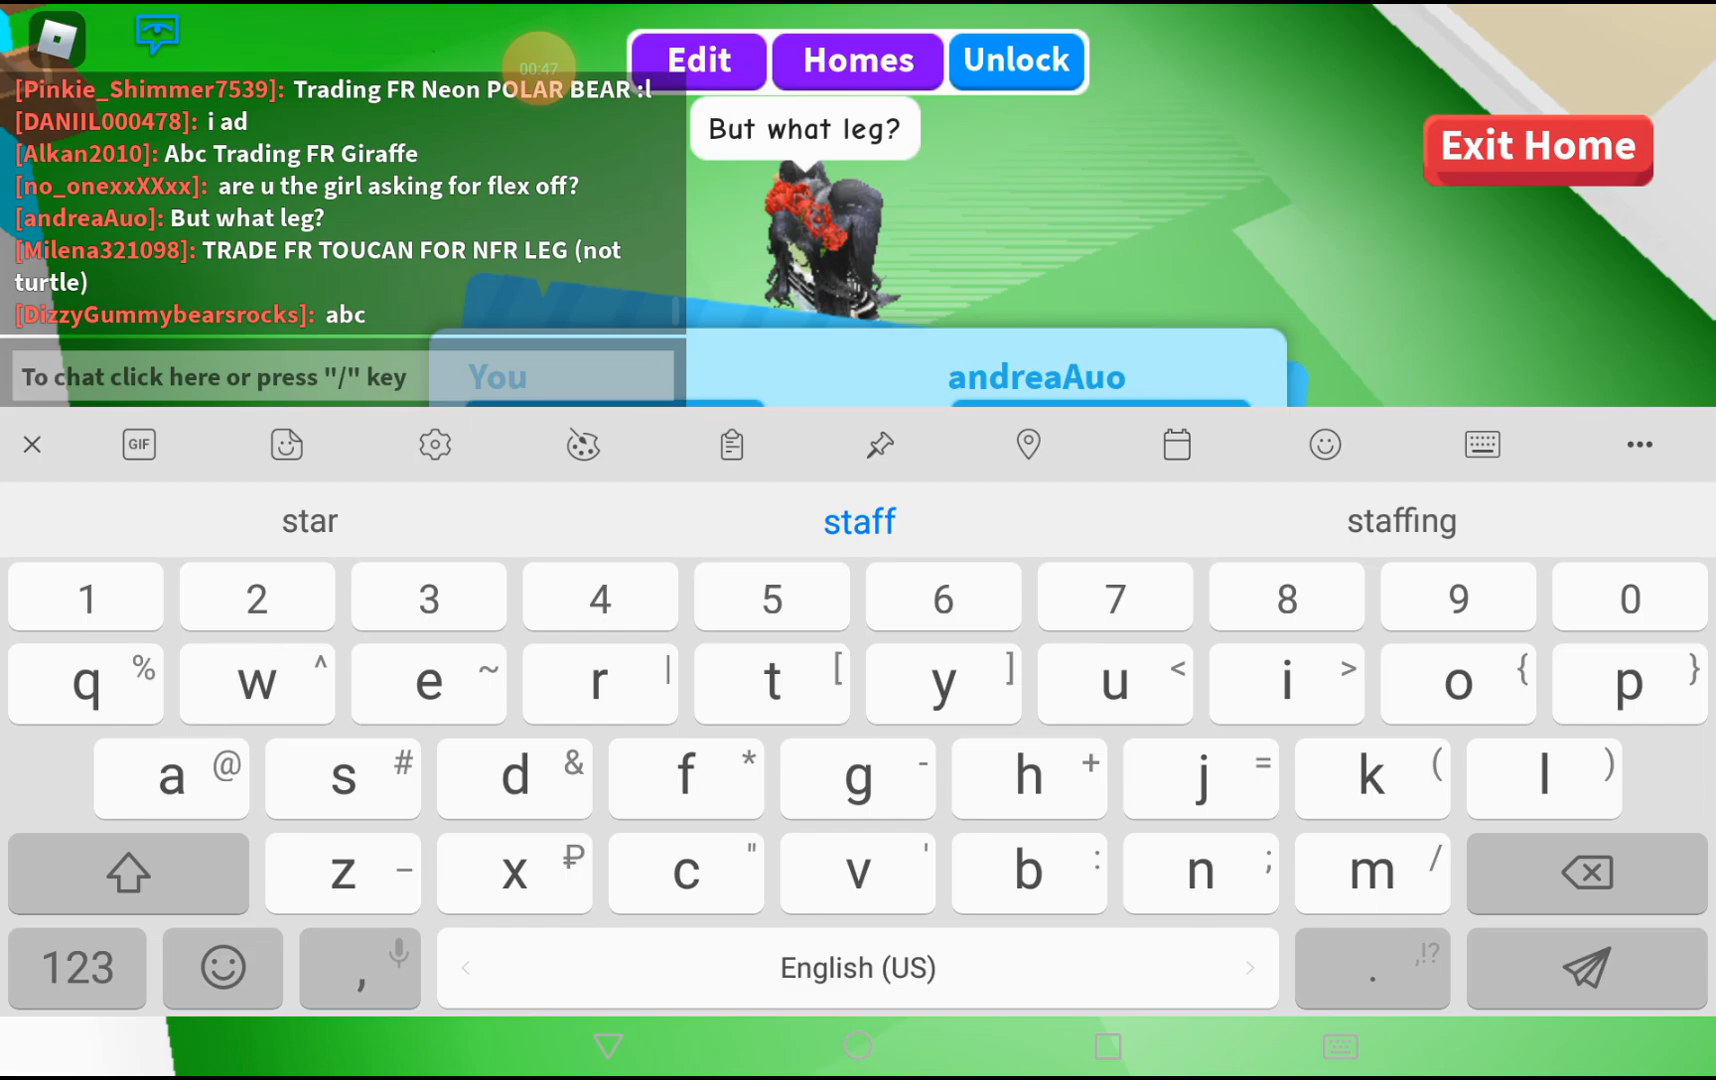 00:47
Edit Homes Unlock
[Pinkie_Shimmer7539]: Trading FR Neon POLAR BEAR :l
[DANIIL000478]: i ad
[Alkan2010]: Abc Trading FR Giraffe
[no_onexxXXxx]: are u the girl asking for flex off?
[andreaAuo]: But what leg?
[Milena321098]: TRADE FR TOUCAN FOR NFR LEG (not
turtle)
[DizzyGummybearsrocks]: abc
But what leg?
Exit Home
To chat click here or press "/" key
You andreaAuo
GIF
star staff staffing
1 2 3 4 5 6 7 8 9 0
q % w ^ e ~ r | t [ y ] u < i > o { p }
a @ s # d & f * g - h + j = k ( l )
z _ x ₽ c " v ' b : n ; m /
123 , < English (US) > . ,!?